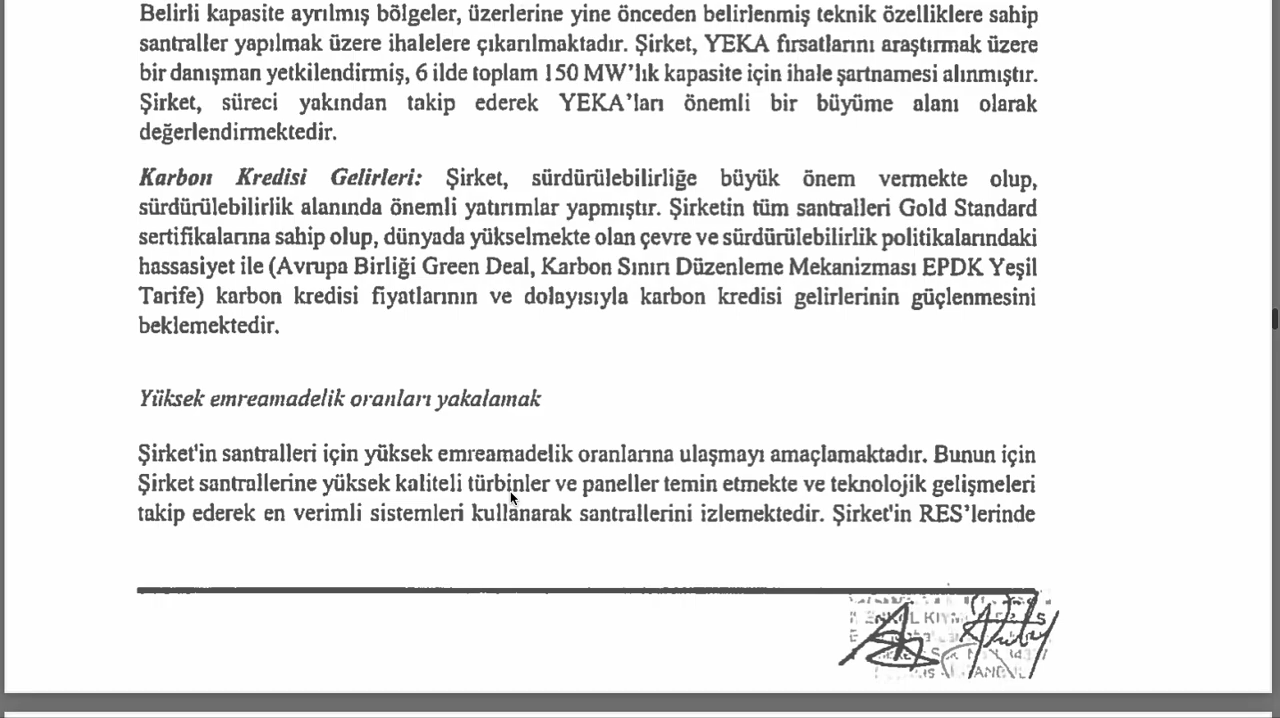 Belirli kapasite ayrılmış bölgeler, üzerlerine yine önceden belirlenmiş teknik özelliklere sahip
santraller yapılmak üzere ihalelere çıkarılmaktadır. Şirket, YEKA fırsatlarını araştırmak üzere
bir danışman yetkilendirmiş, 6 ilde toplam 150 MW’lık kapasite için ihale şartnamesi alınmıştır.
Şirket, süreci yakından takip ederek YEKA’ları önemli bir büyüme alanı olarak
değerlendirmektedir.
Karbon Kredisi Gelirleri: Şirket, sürdürülebilirliğe büyük önem vermekte olup,
sürdürülebilirlik alanında önemli yatırımlar yapmıştır. Şirketin tüm santralleri Gold Standard
sertifikalarına sahip olup, dünyada yükselmekte olan çevre ve sürdürülebilirlik politikalarındaki
hassasiyet ile (Avrupa Birliği Green Deal, Karbon Sınırı Düzenleme Mekanizması EPDK Yeşil
Tarife) karbon kredisi fiyatlarının ve dolayısıyla karbon kredisi gelirlerinin güçlenmesini
beklemektedir.
Yüksek emreamadelik oranları yakalamak
Şirket'in santralleri için yüksek emreamadelik oranlarına ulaşmayı amaçlamaktadır. Bunun için
Şirket santrallerine yüksek kaliteli türbinler ve paneller temin etmekte ve teknolojik gelişmeleri
takip ederek en verimli sistemleri kullanarak santrallerini izlemektedir. Şirket'in RES’lerinde